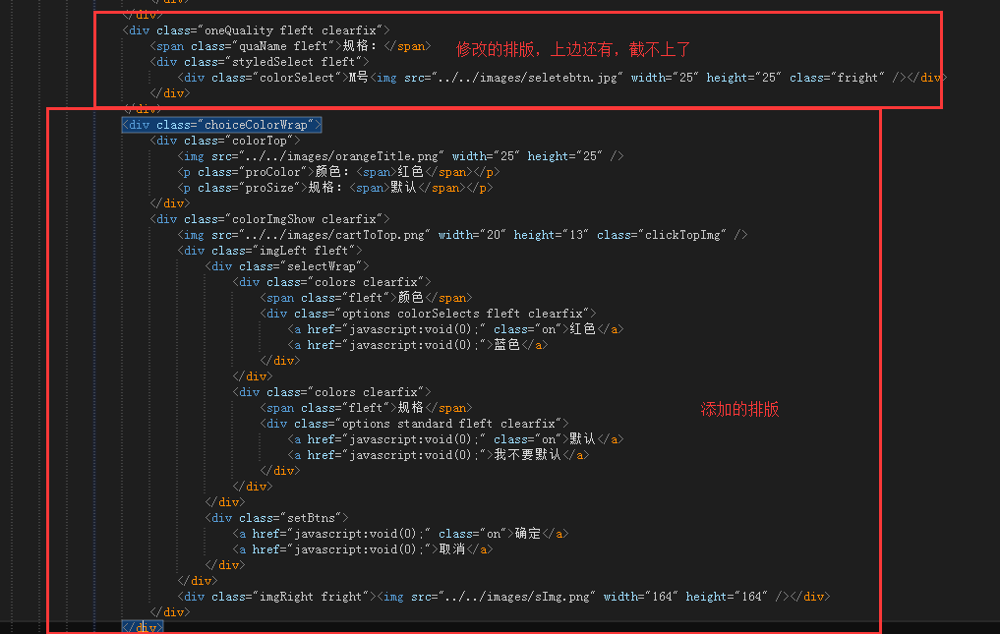 </div>
</div>
<div class="oneQuality fleft clearfix">
<span class="quaName fleft">规格：</span> 修改的排版，上边还有，截不上了
<div class="styledSelect fleft">
<div class="colorSelect">M号<img src="../../images/seletebtn.jpg" width="25" height="25" class="fright" /></div>
</div>
</div>
<div class="choiceColorWrap">
<div class="colorTop">
<img src="../../images/orangeTitle.png" width="25" height="25" />
<p class="proColor">颜色：<span>红色</span></p>
<p class="proSize">规格：<span>默认</span></p>
</div>
<div class="colorImgShow clearfix">
<img src="../../images/cartToTop.png" width="20" height="13" class="clickTopImg" />
<div class="imgLeft fleft">
<div class="selectWrap">
<div class="colors clearfix">
<span class="fleft">颜色</span>
<div class="options colorSelects fleft clearfix">
<a href="javascript:void(0);" class="on">红色</a>
<a href="javascript:void(0);">蓝色</a>
</div>
</div>
<div class="colors clearfix">
<span class="fleft">规格</span>
<div class="options standard fleft clearfix"> 添加的排版
<a href="javascript:void(0);" class="on">默认</a>
<a href="javascript:void(0);">我不要默认</a>
</div>
</div>
</div>
<div class="setBtns">
<a href="javascript:void(0);" class="on">确定</a>
<a href="javascript:void(0);">取消</a>
</div>
</div>
<div class="imgRight fright"><img src="../../images/sImg.png" width="164" height="164" /></div>
</div>
</div>